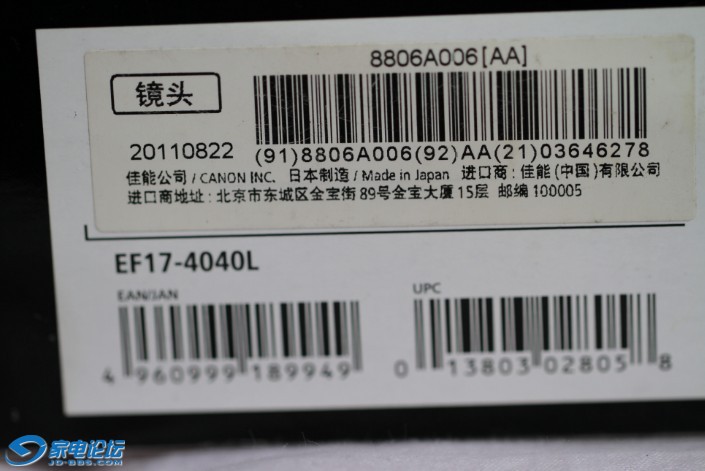 8806A006[AA]
镜头
20110822 (91)8806A006(92)AA(21)03646278
佳能公司 / CANON INC. 日本制造 / Made in Japan 进口商：佳能(中国)有限公司
进口商地址：北京市东城区金宝街89号金宝大厦15层 邮编 100005
EF17-4040L
EAN/JAN UPC
4 960999 189949 0 13803 02805 8
家电论坛
JD-BBS.COM